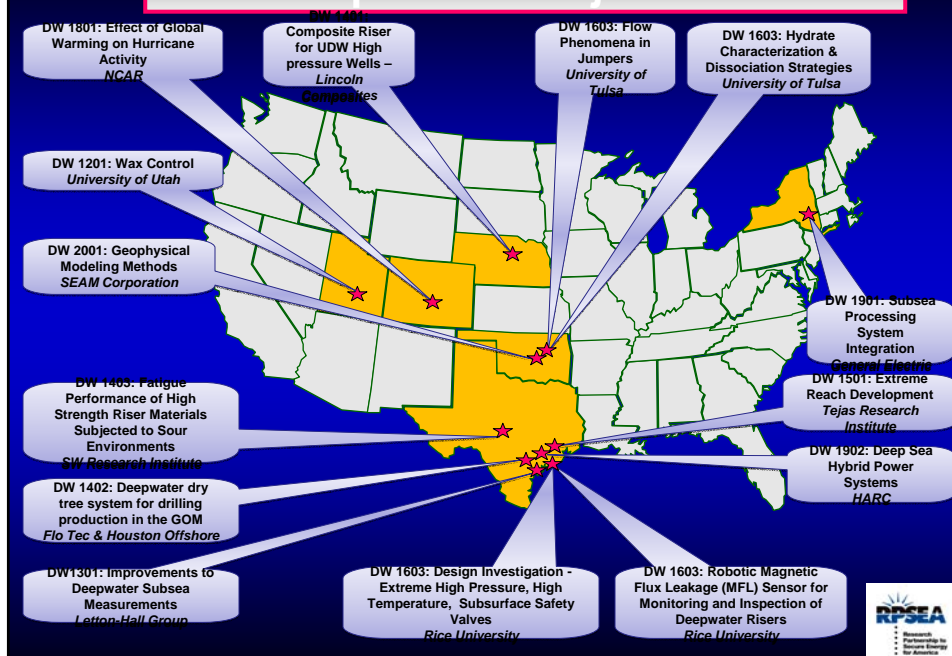 DW 1801: Effect of Global
Warming on Hurricane
Activity
NCAR
Composite Riser
for UDW High
pressure Wells –
Lincoln
Composites
DW 1603: Flow
Phenomena in
Jumpers
University of
Tulsa
DW 1603: Hydrate
Characterization &
Dissociation Strategies
University of Tulsa
DW 1201: Wax Control
University of Utah
DW 2001: Geophysical
Modeling Methods
SEAM Corporation
DW 1901: Subsea
Processing
System
Integration
General Electric
DW 1403: Fatigue
Performance of High
Strength Riser Materials
Subjected to Sour
Environments
SW Research Institute
DW 1501: Extreme
Reach Development
Tejas Research
Institute
DW 1902: Deep Sea
Hybrid Power
Systems
HARC
DW 1402: Deepwater dry
tree system for drilling
production in the GOM
Flo Tec & Houston Offshore
DW1301: Improvements to
Deepwater Subsea
Measurements
Letton-Hall Group
DW 1603: Design Investigation -
Extreme High Pressure, High
Temperature, Subsurface Safety
Valves
Rice University
DW 1603: Robotic Magnetic
Flux Leakage (MFL) Sensor for
Monitoring and Inspection of
Deepwater Risers
Rice University
RPSEA
Research
Partnership to
Secure Energy
for America